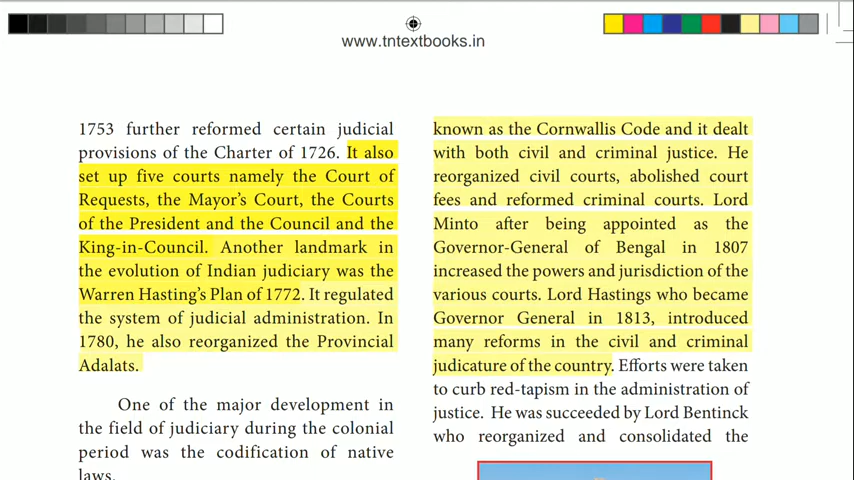 www.tntextbooks.in
1753 further reformed certain judicial
provisions of the Charter of 1726. It also
set up five courts namely the Court of
Requests, the Mayor's Court, the Courts
of the President and the Council and the
King-in-Council. Another landmark in
the evolution of Indian judiciary was the
Warren Hasting's Plan of 1772. It regulated
the system of judicial administration. In
1780, he also reorganized the Provincial
Adalats.
One of the major development in
the field of judiciary during the colonial
period was the codification of native
laws.
known as the Cornwallis Code and it dealt
with both civil and criminal justice. He
reorganized civil courts, abolished court
fees and reformed criminal courts. Lord
Minto after being appointed as the
Governor-General of Bengal in 1807
increased the powers and jurisdiction of the
various courts. Lord Hastings who became
Governor General in 1813, introduced
many reforms in the civil and criminal
judicature of the country. Efforts were taken
to curb red-tapism in the administration of
justice. He was succeeded by Lord Bentinck
who reorganized and consolidated the